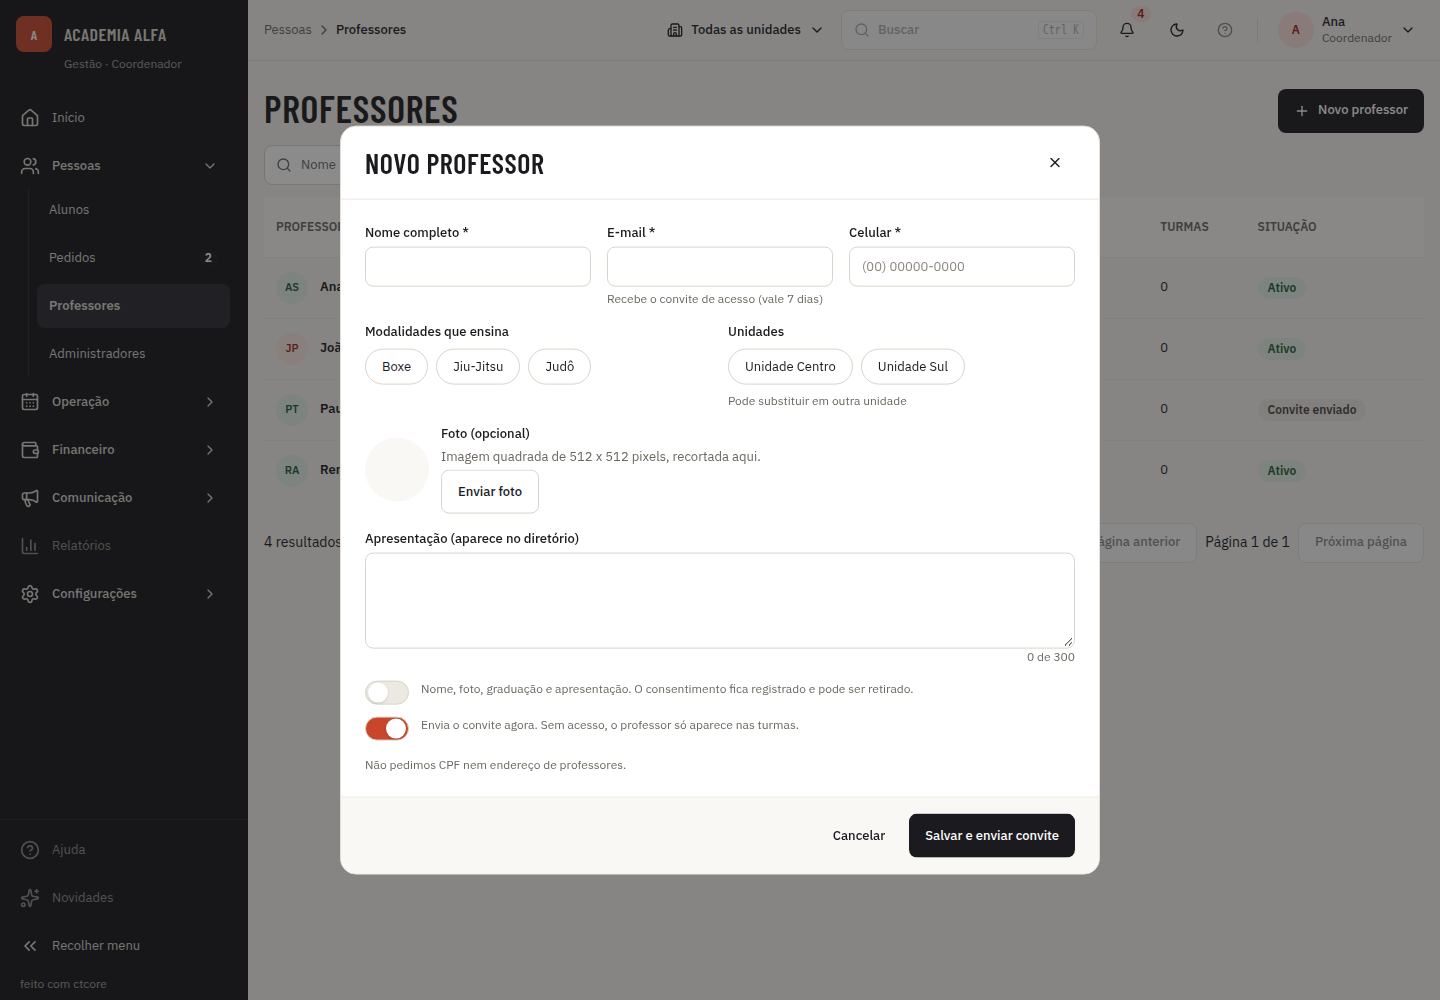 A
ACADEMIA ALFA
Gestão · Coordenador
Início
Pessoas
Alunos
Pedidos 2
Professores
Administradores
Operação
Financeiro
Comunicação
Relatórios
Configurações
Ajuda
Novidades
Recolher menu
feito com ctcore
Pessoas > Professores
Todas as unidades
Buscar Ctrl K
4
A
Ana
Coordenador
PROFESSORES
Novo professor
Nome
TURMAS SITUAÇÃO
AS 0 Ativo
JP 0 Ativo
PT 0 Convite enviado
RA 0 Ativo
4 resultados
Página 1 de 1
Próxima página
NOVO PROFESSOR
Nome completo *
E-mail *
Celular *
(00) 00000-0000
Recebe o convite de acesso (vale 7 dias)
Modalidades que ensina
Boxe Jiu-Jitsu Judô
Unidades
Unidade Centro Unidade Sul
Pode substituir em outra unidade
Foto (opcional)
Imagem quadrada de 512 x 512 pixels, recortada aqui.
Enviar foto
Apresentação (aparece no diretório)
0 de 300
Nome, foto, graduação e apresentação. O consentimento fica registrado e pode ser retirado.
Envia o convite agora. Sem acesso, o professor só aparece nas turmas.
Não pedimos CPF nem endereço de professores.
Cancelar
Salvar e enviar convite